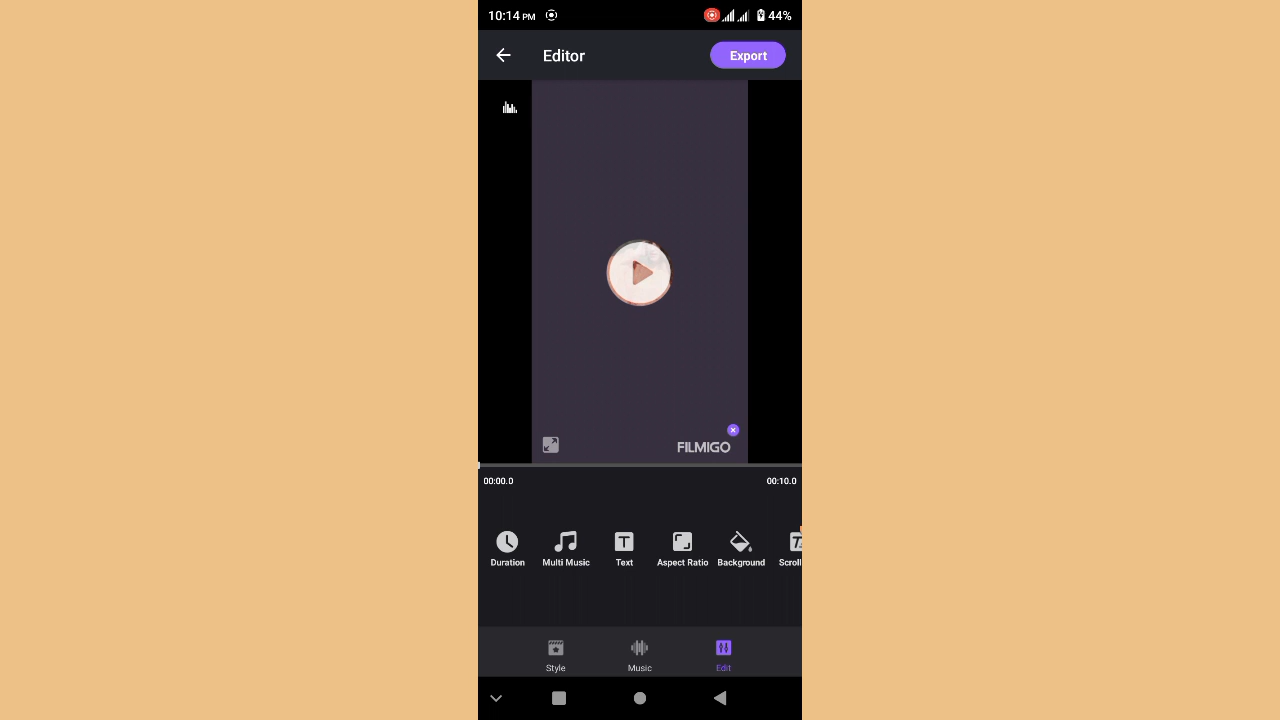 10:14 PM
44%
Editor
Export
FILMIGO
00:00.0
00:10.0
Duration
Multi Music
Text
Aspect Ratio
Background
Scroll
Style
Music
Edit